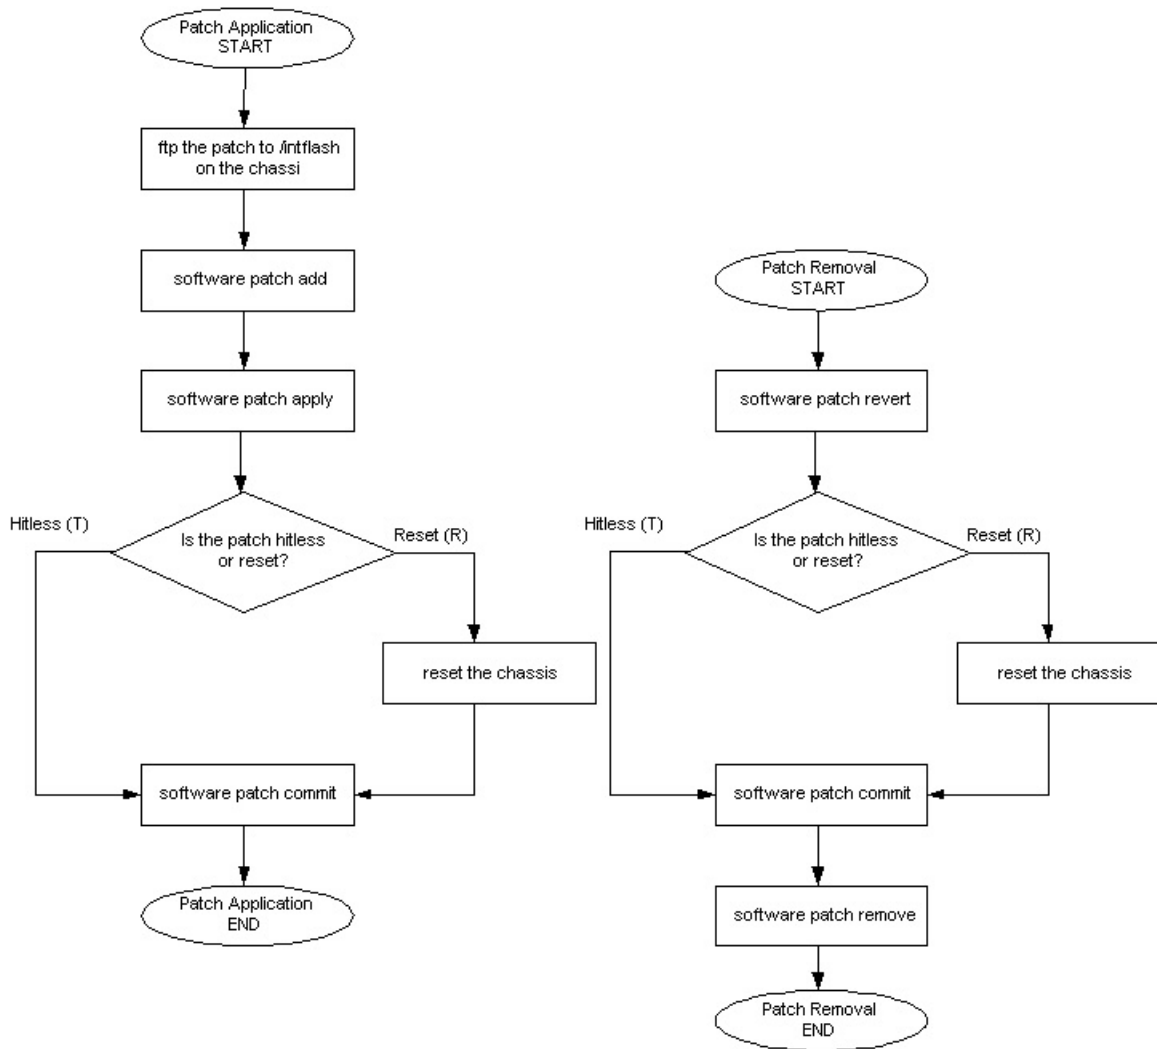 Patch Application
START
ftp the patch to /intflash
on the chassi
software patch add
software patch apply
Hitless (T)
Is the patch hitless
or reset?
Reset (R)
reset the chassis
software patch commit
Patch Application
END
Patch Removal
START
software patch revert
Hitless (T)
Is the patch hitless
or reset?
Reset (R)
reset the chassis
software patch commit
software patch remove
Patch Removal
END